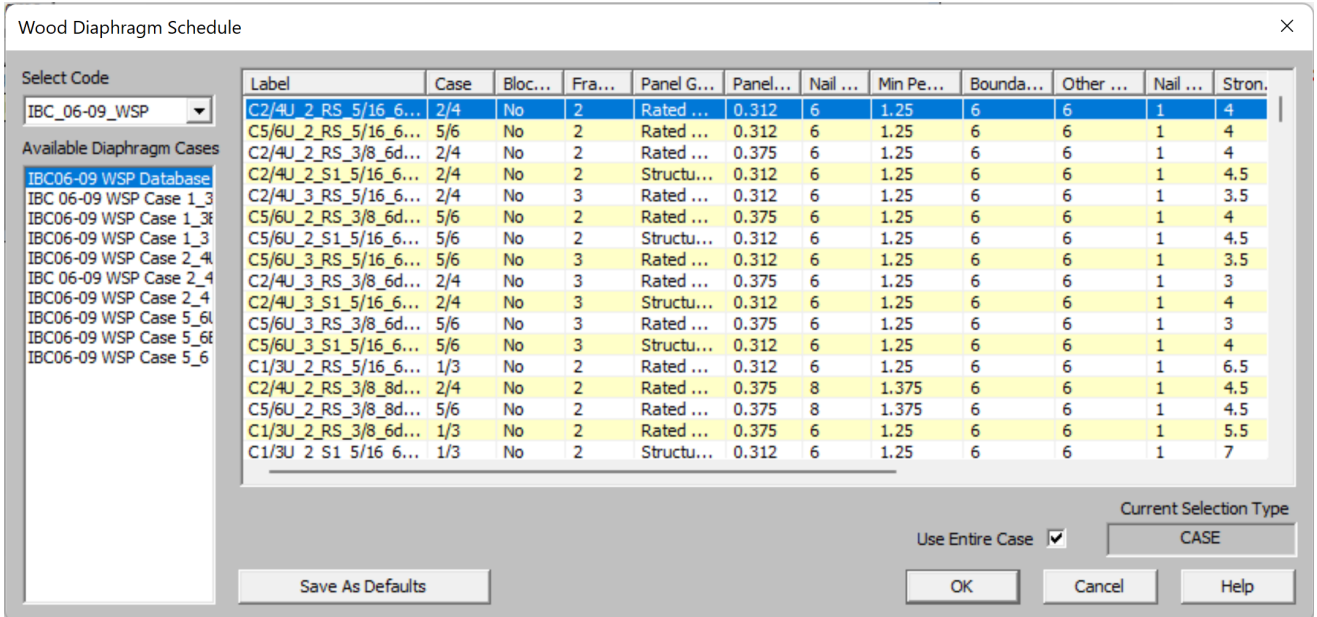 Wood Diaphragm Schedule
Select Code
IBC_06-09_WSP
Available Diaphragm Cases
IBC06-09 WSP Database
IBC 06-09 WSP Case 1_3
IBC06-09 WSP Case 1_3B
IBC06-09 WSP Case 1_3
IBC06-09 WSP Case 2_4U
IBC 06-09 WSP Case 2_4
IBC06-09 WSP Case 2_4
IBC06-09 WSP Case 5_6U
IBC06-09 WSP Case 5_6B
IBC06-09 WSP Case 5_6
Label Case Bloc... Fra... Panel G... Panel... Nail ... Min Pe... Bounda... Other ... Nail ... Stron.
C2/4U_2_RS_5/16_6... 2/4 No 2 Rated ... 0.312 6 1.25 6 6 1 4
C5/6U_2_RS_5/16_6... 5/6 No 2 Rated ... 0.312 6 1.25 6 6 1 4
C2/4U_2_RS_3/8_6d... 2/4 No 2 Rated ... 0.375 6 1.25 6 6 1 4
C2/4U_2_S1_5/16_6... 2/4 No 2 Structu... 0.312 6 1.25 6 6 1 4.5
C2/4U_3_RS_5/16_6... 2/4 No 3 Rated ... 0.312 6 1.25 6 6 1 3.5
C5/6U_2_RS_3/8_6d... 5/6 No 2 Rated ... 0.375 6 1.25 6 6 1 4
C5/6U_2_S1_5/16_6... 5/6 No 2 Structu... 0.312 6 1.25 6 6 1 4.5
C5/6U_3_RS_5/16_6... 5/6 No 3 Rated ... 0.312 6 1.25 6 6 1 3.5
C2/4U_3_RS_3/8_6d... 2/4 No 3 Rated ... 0.375 6 1.25 6 6 1 3
C2/4U_3_S1_5/16_6... 2/4 No 3 Structu... 0.312 6 1.25 6 6 1 4
C5/6U_3_RS_3/8_6d... 5/6 No 3 Rated ... 0.375 6 1.25 6 6 1 3
C5/6U_3_S1_5/16_6... 5/6 No 3 Structu... 0.312 6 1.25 6 6 1 4
C1/3U_2_RS_5/16_6... 1/3 No 2 Rated ... 0.312 6 1.25 6 6 1 6.5
C2/4U_2_RS_3/8_8d... 2/4 No 2 Rated ... 0.375 8 1.375 6 6 1 4.5
C5/6U_2_RS_3/8_8d... 5/6 No 2 Rated ... 0.375 8 1.375 6 6 1 4.5
C1/3U_2_RS_3/8_6d... 1/3 No 2 Rated ... 0.375 6 1.25 6 6 1 5.5
C1/3U_2_S1_5/16_6... 1/3 No 2 Structu... 0.312 6 1.25 6 6 1 7
Current Selection Type
Use Entire Case
CASE
Save As Defaults
OK
Cancel
Help